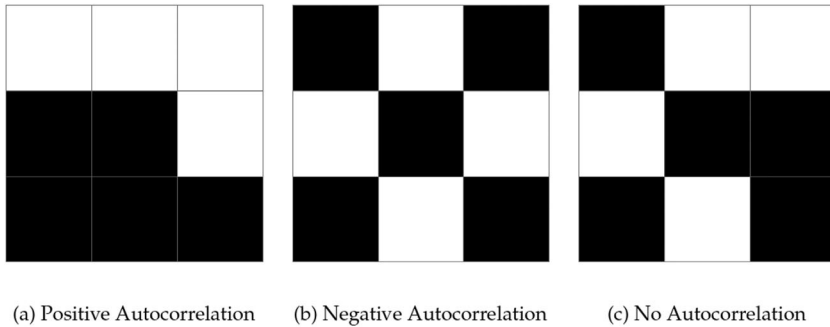 (a) Positive Autocorrelation
(b) Negative Autocorrelation
(c) No Autocorrelation